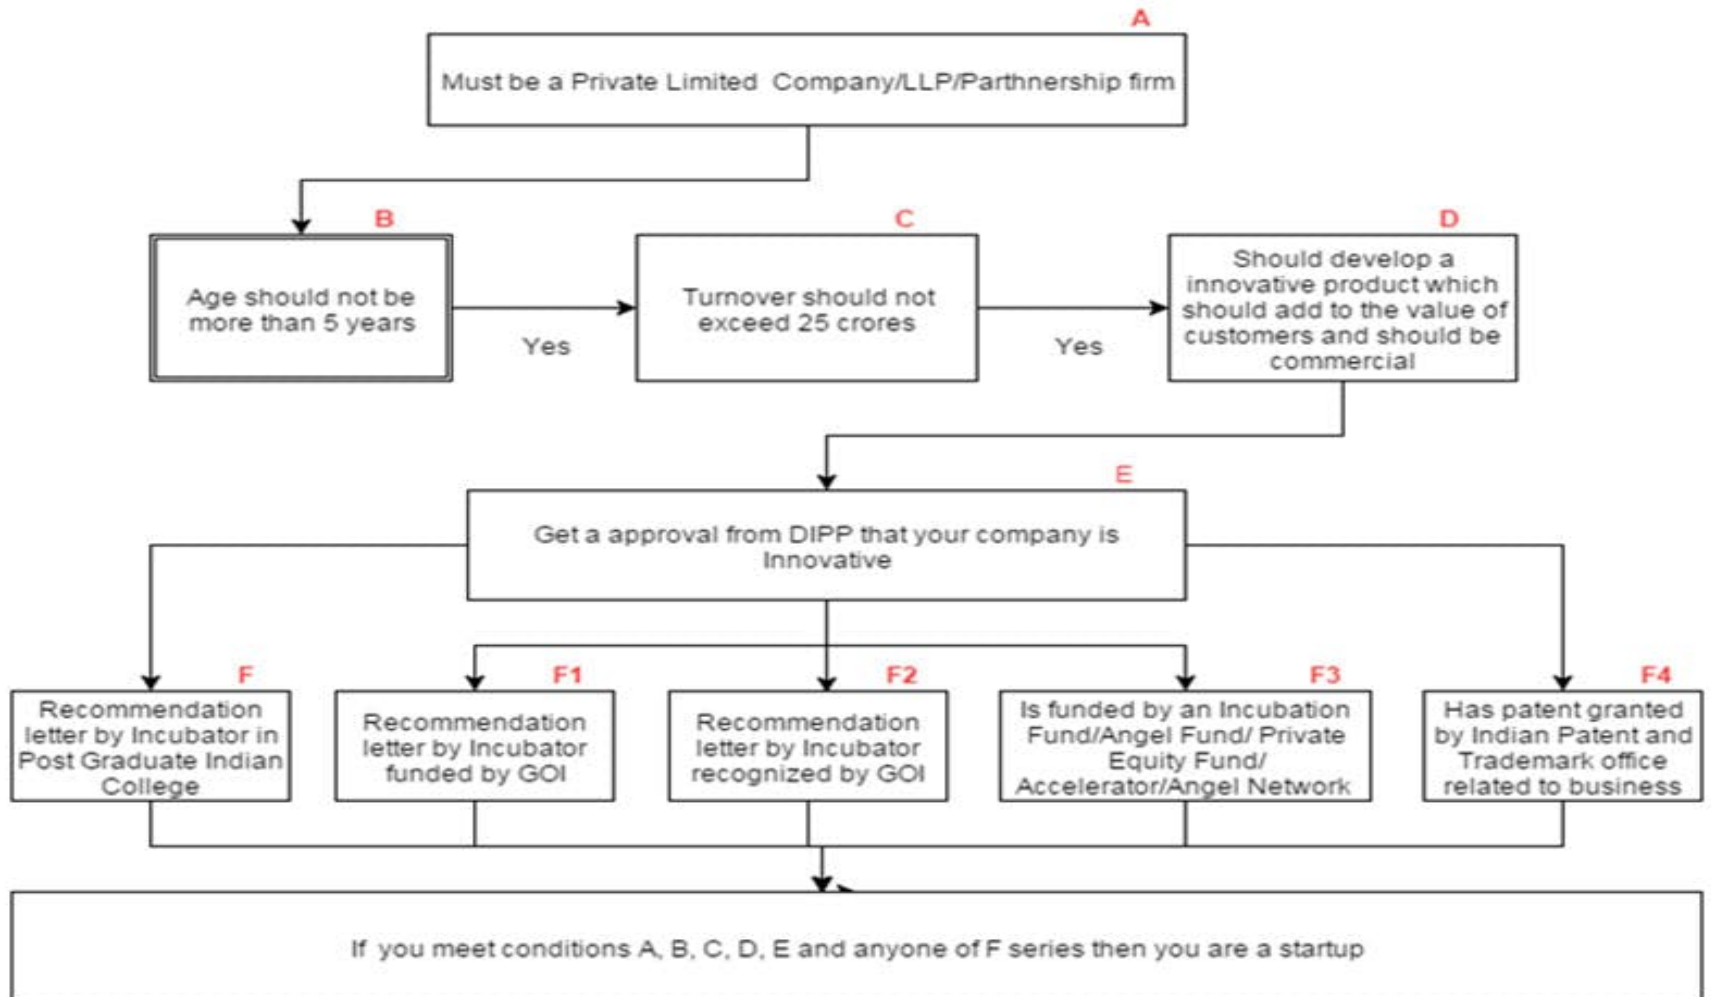 A
Must be a Private Limited Company/LLP/Parthnership firm
B
Age should not be
more than 5 years
Yes
C
Turnover should not
exceed 25 crores
Yes
D
Should develop a
innovative product which
should add to the value of
customers and should be
commercial
E
Get a approval from DIPP that your company is
Innovative
F
Recommendation
letter by Incubator in
Post Graduate Indian
College
F1
Recommendation
letter by Incubator
funded by GOI
F2
Recommendation
letter by Incubator
recognized by GOI
F3
Is funded by an Incubation
Fund/Angel Fund/ Private
Equity Fund/
Accelerator/Angel Network
F4
Has patent granted
by Indian Patent and
Trademark office
related to business
If you meet conditions A, B, C, D, E and anyone of F series then you are a startup